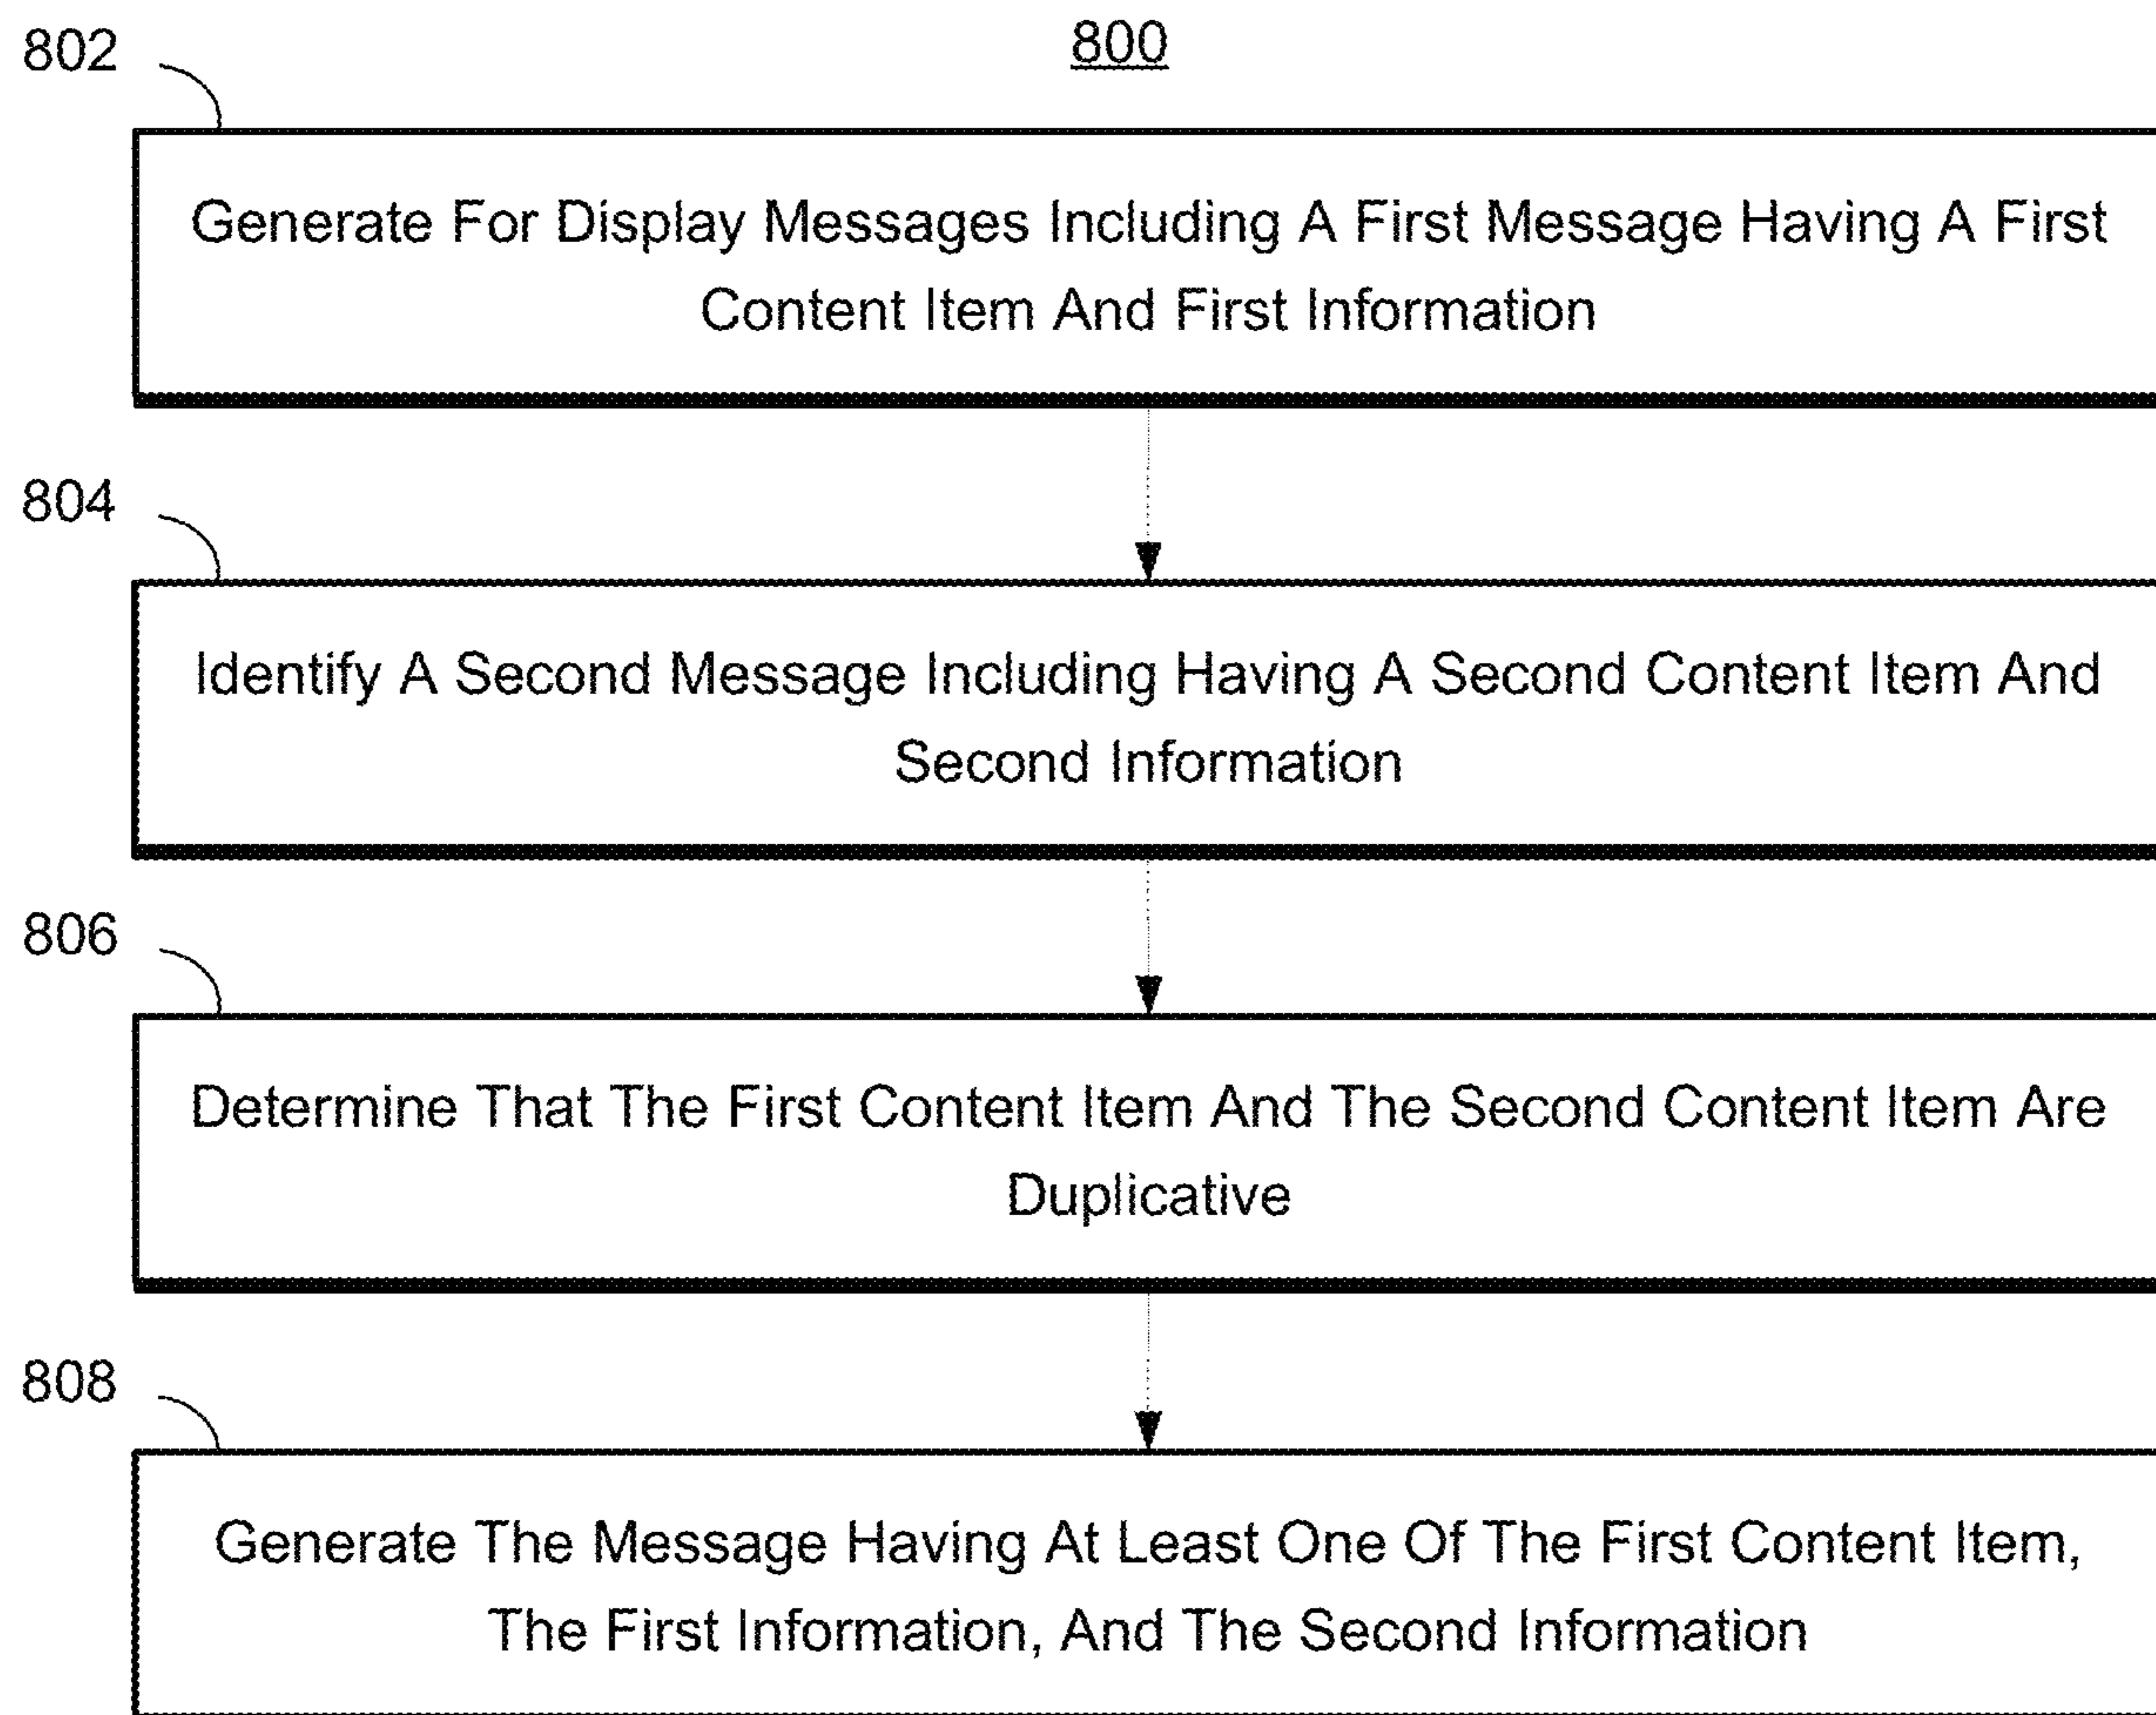 800
802
Generate For Display Messages Including A First Message Having A First
Content Item And First Information
804
Identify A Second Message Including Having A Second Content Item And
Second Information
806
Determine That The First Content Item And The Second Content Item Are
Duplicative
808
Generate The Message Having At Least One Of The First Content Item,
The First Information, And The Second Information